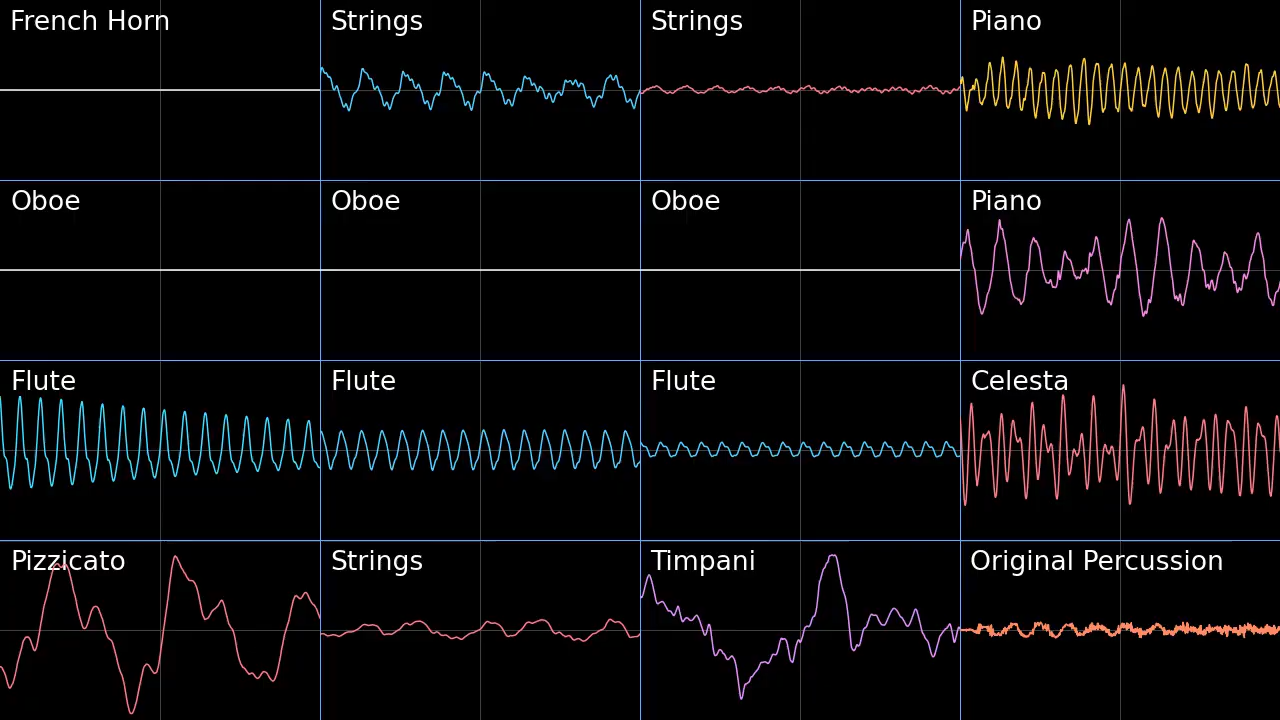 French Horn
Strings
Strings
Piano
Oboe
Oboe
Oboe
Piano
Flute
Flute
Flute
Celesta
Pizzicato
Strings
Timpani
Original Percussion